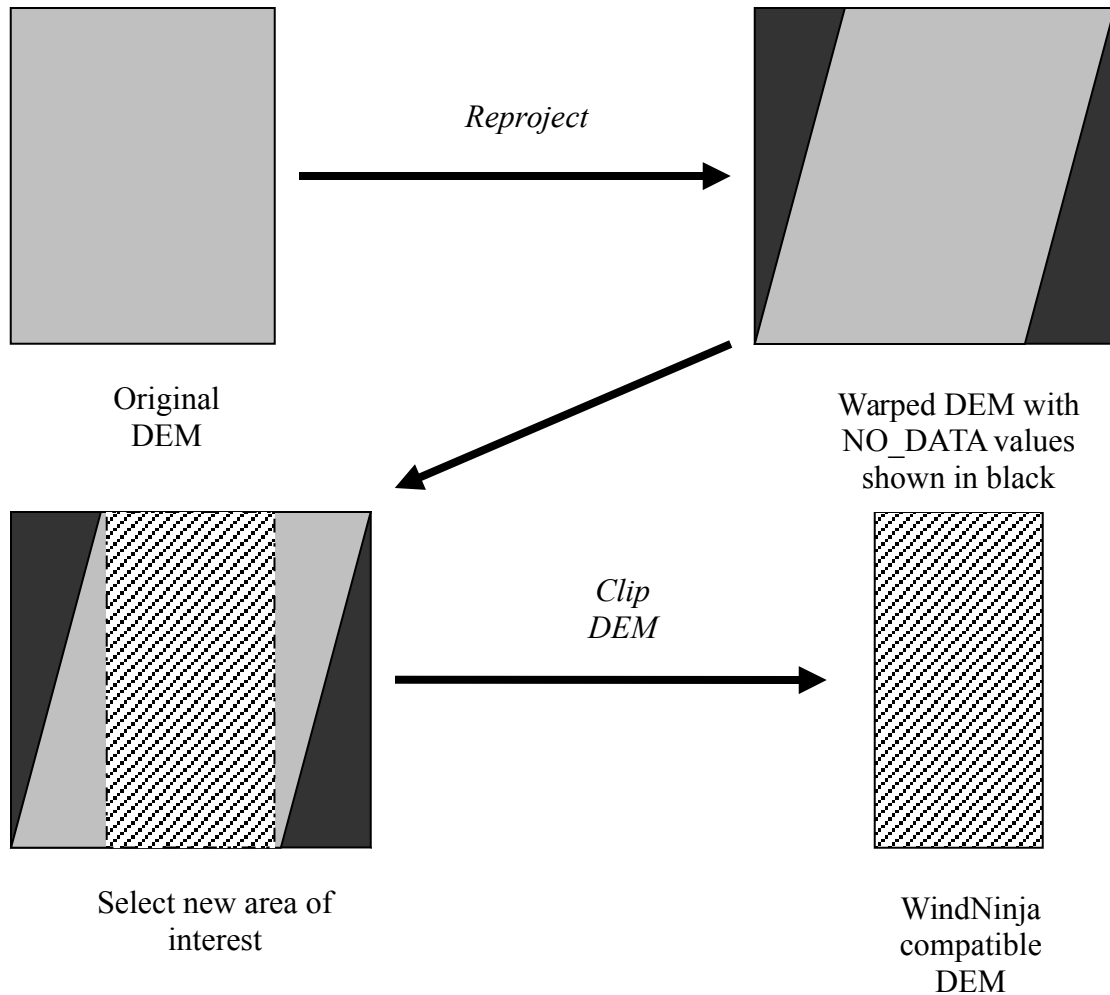 Reproject
Original
DEM
Warped DEM with
NO_DATA values
shown in black
Clip
DEM
Select new area of
interest
WindNinja
compatible
DEM